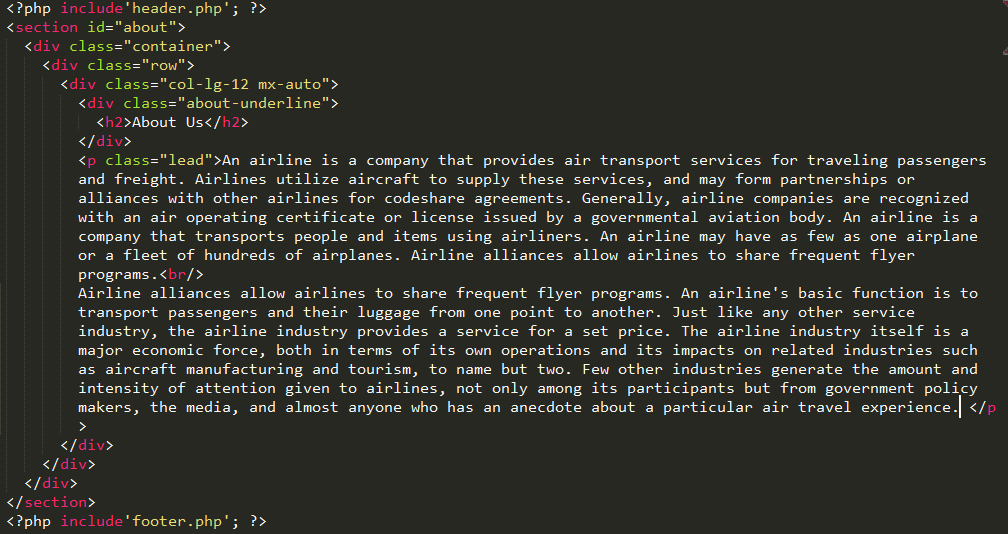 <?php include'header.php'; ?>
<section id="about">
<div class="container">
<div class="row">
<div class="col-lg-12 mx-auto">
<div class="about-underline">
<h2>About Us</h2>
</div>
<p class="lead">An airline is a company that provides air transport services for traveling passengers
and freight. Airlines utilize aircraft to supply these services, and may form partnerships or
alliances with other airlines for codeshare agreements. Generally, airline companies are recognized
with an air operating certificate or license issued by a governmental aviation body. An airline is a
company that transports people and items using airliners. An airline may have as few as one airplane
or a fleet of hundreds of airplanes. Airline alliances allow airlines to share frequent flyer
programs.<br/>
Airline alliances allow airlines to share frequent flyer programs. An airline's basic function is to
transport passengers and their luggage from one point to another. Just like any other service
industry, the airline industry provides a service for a set price. The airline industry itself is a
major economic force, both in terms of its own operations and its impacts on related industries such
as aircraft manufacturing and tourism, to name but two. Few other industries generate the amount and
intensity of attention given to airlines, not only among its participants but from government policy
makers, the media, and almost anyone who has an anecdote about a particular air travel experience. </p
>
</div>
</div>
</div>
</section>
<?php include'footer.php'; ?>